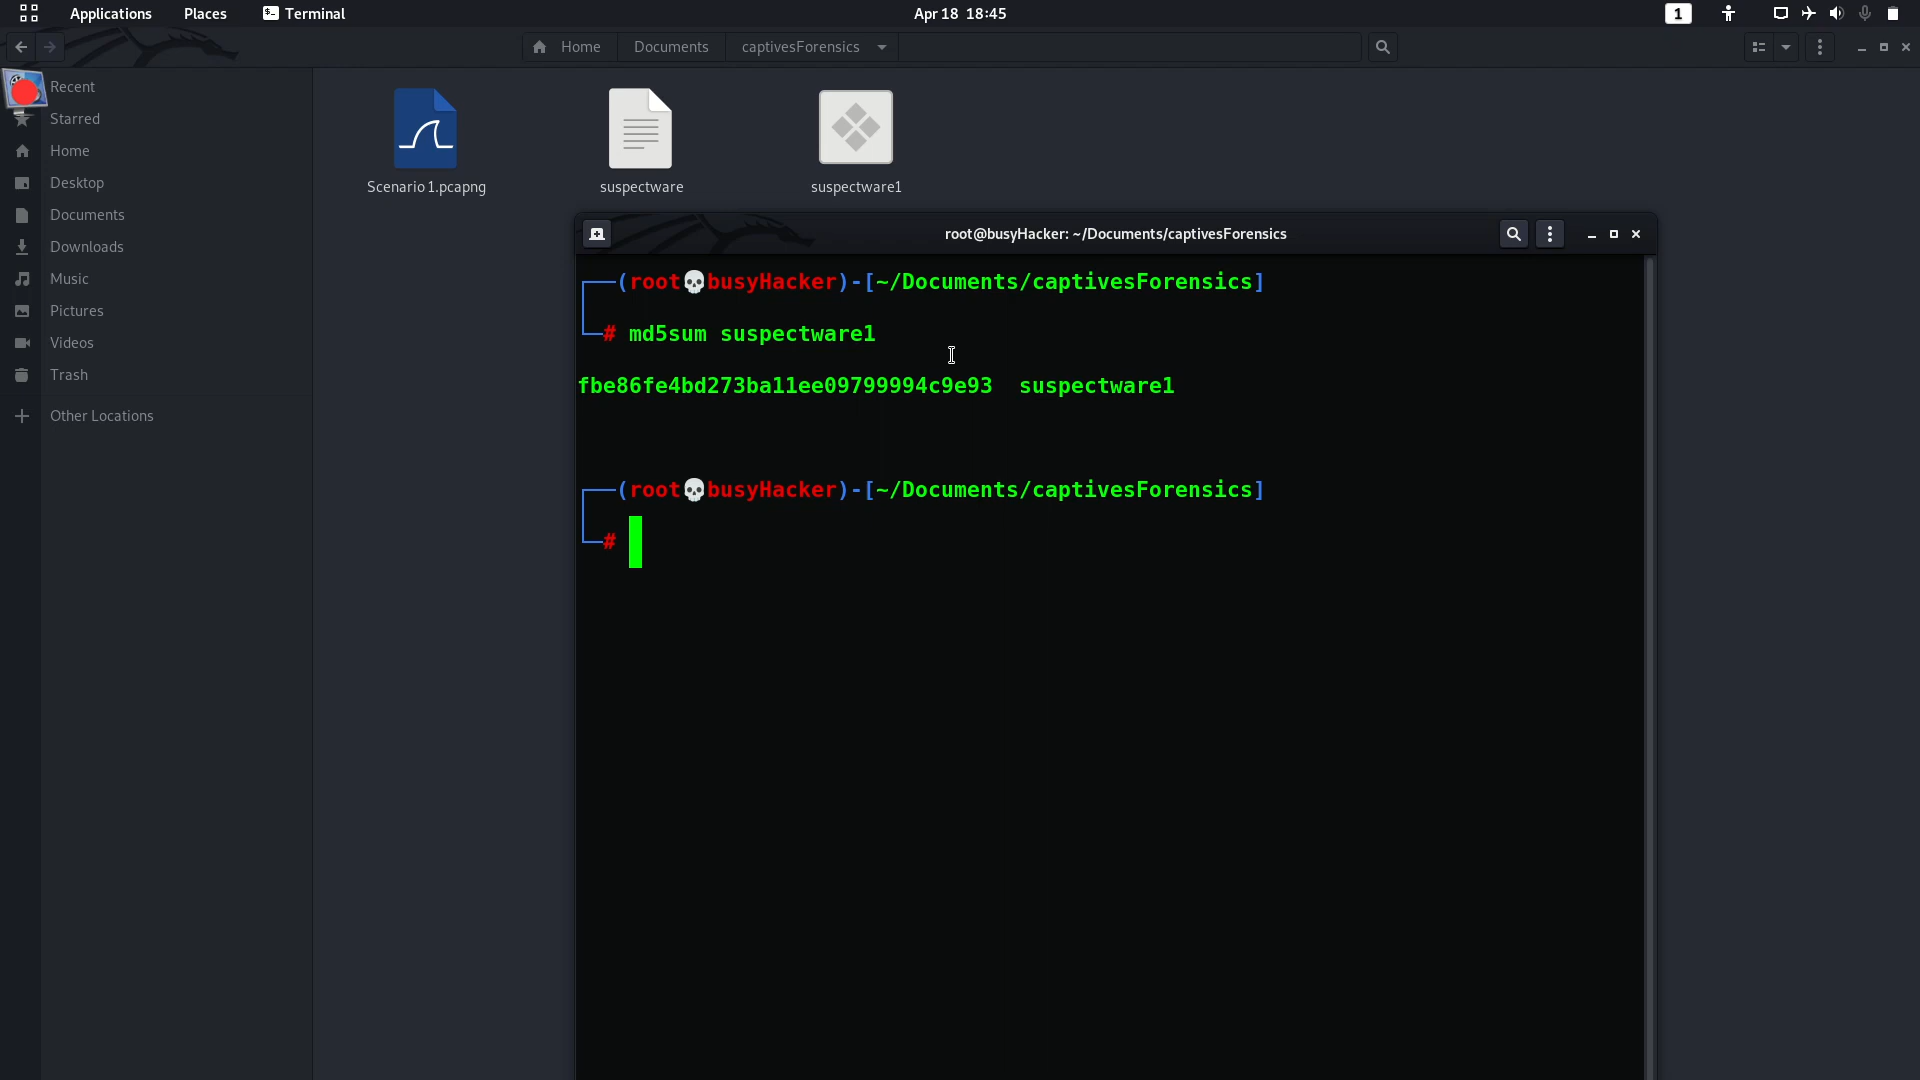 Applications Places Terminal Apr 18 18:45 1
Home Documents captivesForensics
Recent
Starred
Home
Desktop
Documents
Downloads
Music
Pictures
Videos
Trash
Other Locations
Scenario 1.pcapng suspectware suspectware1
root@busyHacker: ~/Documents/captivesForensics
(root💀busyHacker)-[~/Documents/captivesForensics]
# md5sum suspectware1
fbe86fe4bd273ba11ee09799994c9e93  suspectware1
(root💀busyHacker)-[~/Documents/captivesForensics]
#